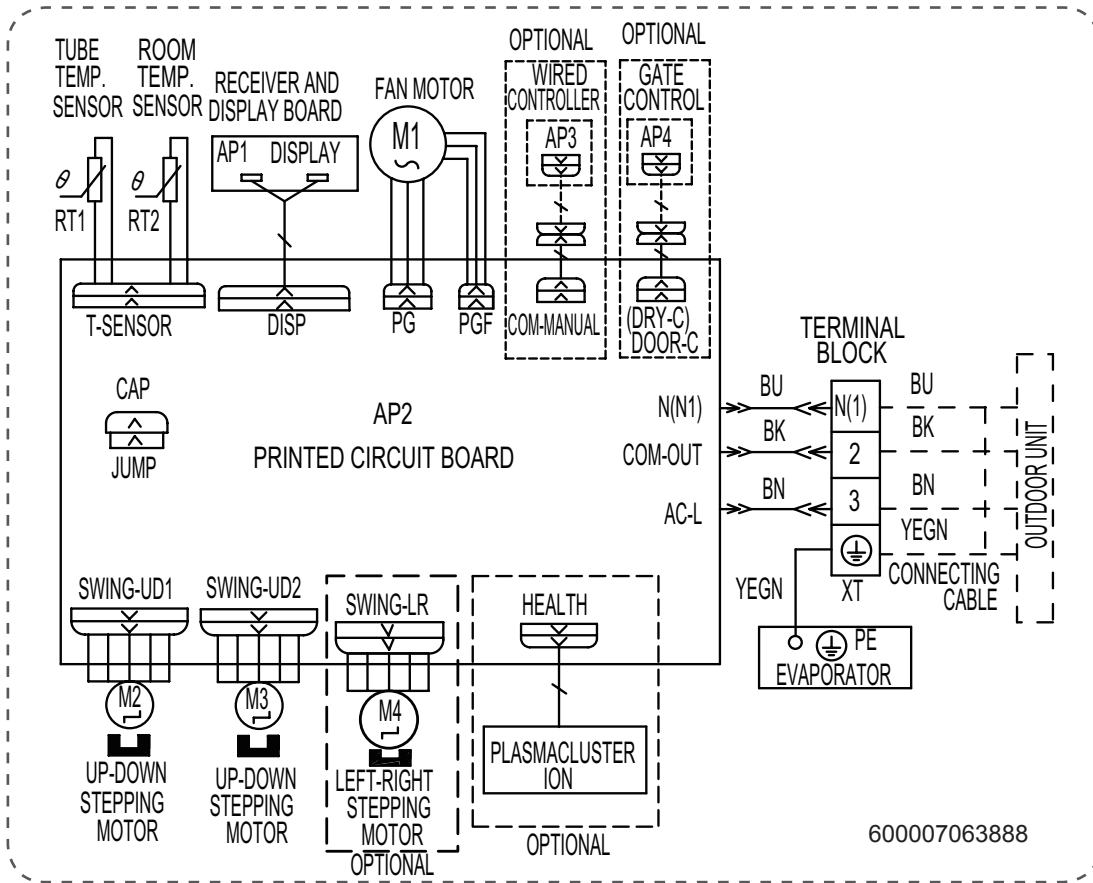 TUBE
TEMP.
SENSOR
ROOM
TEMP.
SENSOR
RECEIVER AND
DISPLAY BOARD
FAN MOTOR
OPTIONAL
OPTIONAL
WIRED
CONTROLLER
GATE
CONTROL
AP1 DISPLAY
M1
AP3
AP4
θ
RT1
θ
RT2
T-SENSOR
DISP
PG
PGF
COM-MANUAL
(DRY-C)
DOOR-C
TERMINAL
BLOCK
CAP
JUMP
AP2
PRINTED CIRCUIT BOARD
N(N1)
COM-OUT
AC-L
BU
BK
BN
N(1)
2
3
XT
BU
BK
BN
YEGN
OUTDOOR UNIT
CONNECTING
CABLE
YEGN
PE
EVAPORATOR
SWING-UD1
SWING-UD2
SWING-LR
HEALTH
M2
M3
M4
UP-DOWN
STEPPING
MOTOR
UP-DOWN
STEPPING
MOTOR
LEFT-RIGHT
STEPPING
MOTOR
OPTIONAL
PLASMACLUSTER
ION
OPTIONAL
600007063888